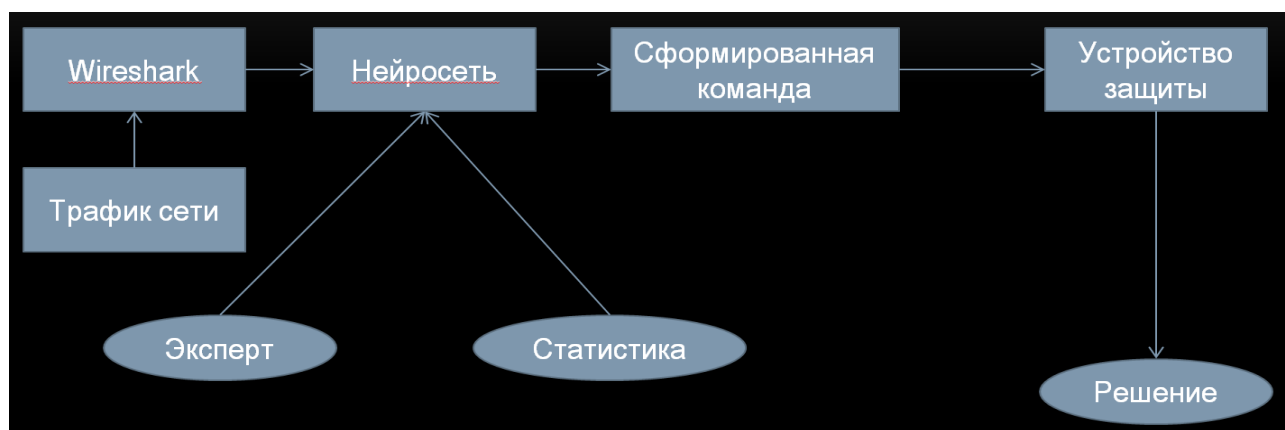 Wireshark
Нейросеть
Сформированная
команда
Устройство
защиты
Трафик сети
Эксперт
Статистика
Решение